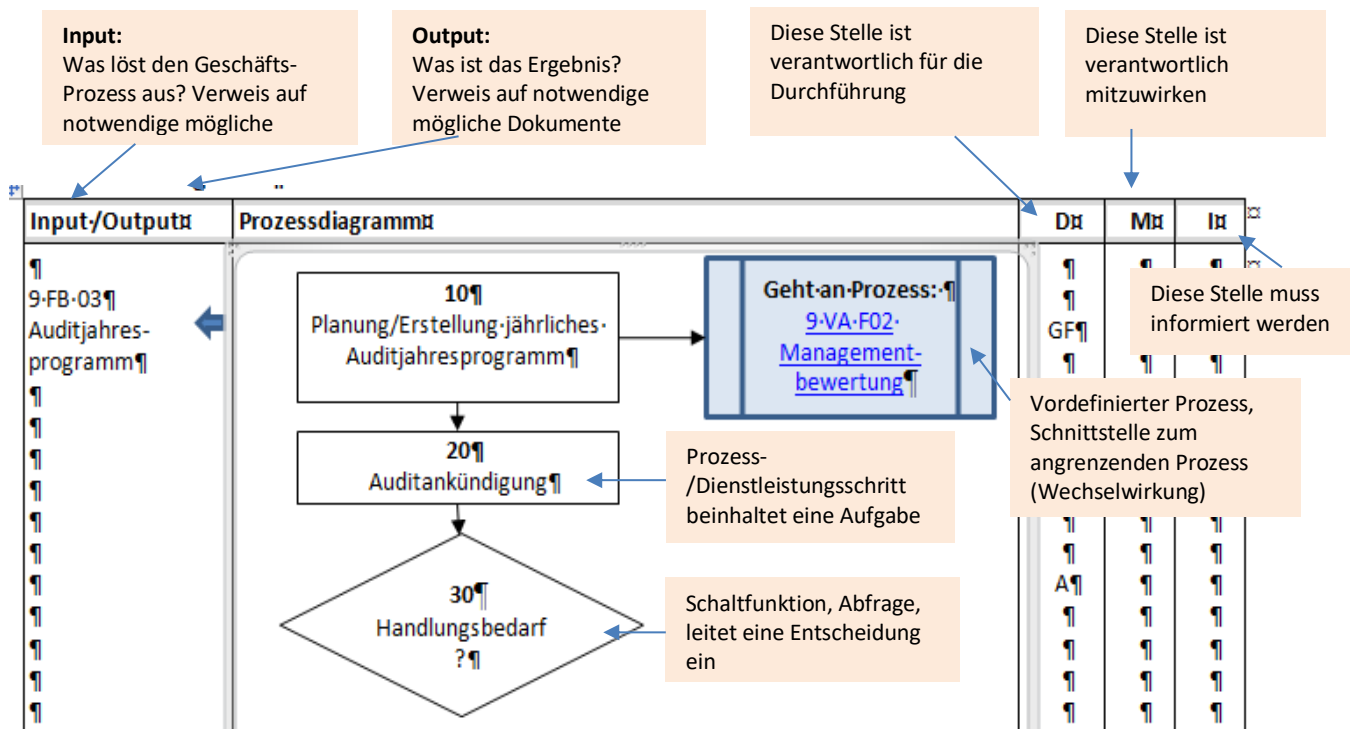 Input:
Was löst den Geschäfts-
Prozess aus? Verweis auf
notwendige mögliche
Output:
Was ist das Ergebnis?
Verweis auf notwendige
mögliche Dokumente
Diese Stelle ist
verantwortlich für die
Durchführung
Diese Stelle ist
verantwortlich
mitzuwirken
Input·/Output¤
Prozessdiagramm¤
D¤
M¤
I¤
¤
¶
9·FB·03¶
Auditjahres-
programm¶
¶
¶
¶
¶
¶
¶
¶
¶
¶
¶
¶
10¶
Planung/Erstellung·jährliches·
Auditjahresprogramm¶
Geht·an·Prozess:·¶
9·VA·F02·
Management-
bewertung¶
20¶
Auditankündigung¶
30¶
Handlungsbedarf
?¶
¶
¶
GF¶
¶
¶
¶
A¶
¶
¶
¶
¶
Diese Stelle muss
informiert werden
Vordefinierter Prozess,
Schnittstelle zum
angrenzenden Prozess
(Wechselwirkung)
Prozess-
/Dienstleistungsschritt
beinhaltet eine Aufgabe
Schaltfunktion, Abfrage,
leitet eine Entscheidung
ein